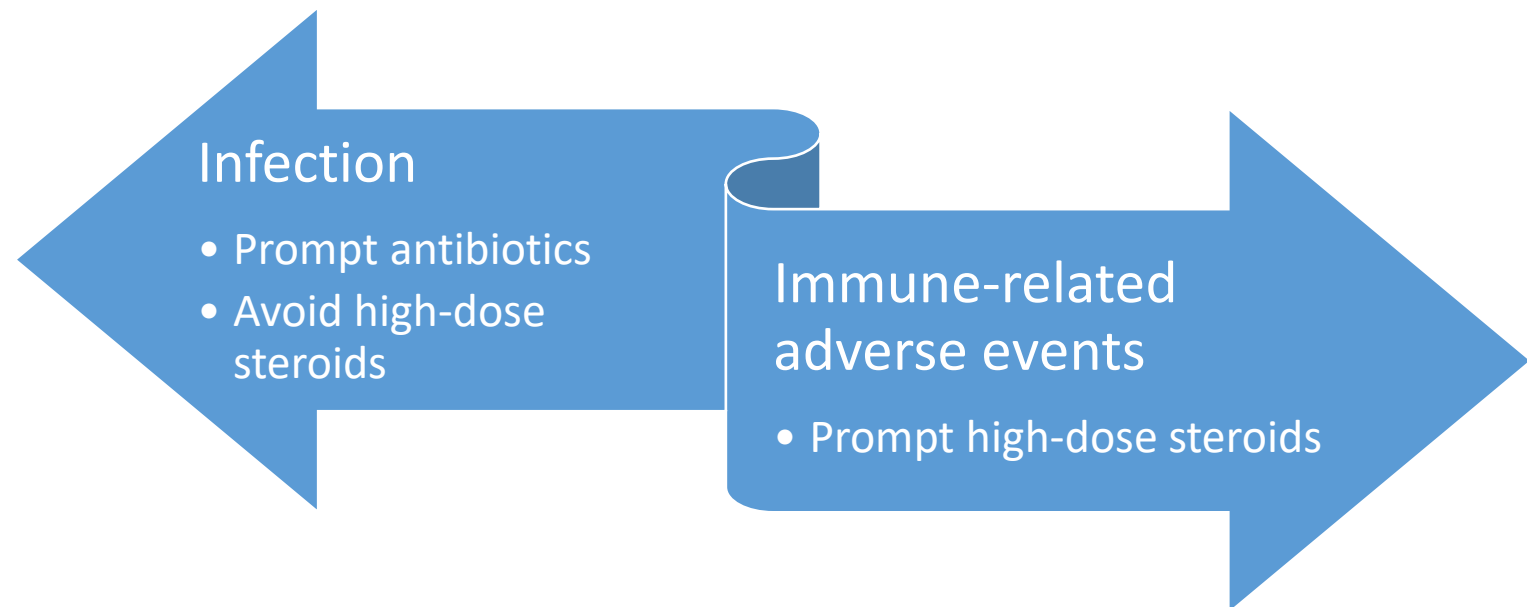 Infection
• Prompt antibiotics
• Avoid high-dose
steroids
Immune-related
adverse events
• Prompt high-dose steroids